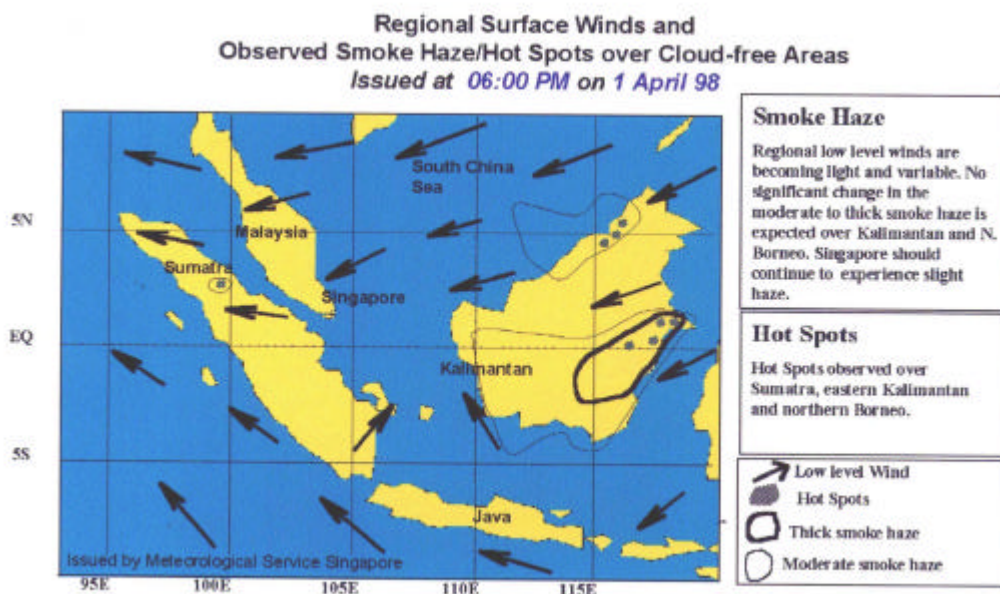 Regional Surface Winds and
Observed Smoke Haze/Hot Spots over Cloud-free Areas
Issued at 06:00 PM on 1 April 98
South China
Sea
5N
Malaysia
Sumatra
Singapore
EQ
Kalimantan
5S
Java
Issued by Meteorological Service Singapore
95E 100E 105E 110E 115E
Smoke Haze
Regional low level winds are
becoming light and variable. No
significant change in the
moderate to thick smoke haze is
expected over Kalimantan and N.
Borneo. Singapore should
continue to experience slight
haze.
Hot Spots
Hot Spots observed over
Sumatra, eastern Kalimantan
and northern Borneo.
Low level Wind
Hot Spots
Thick smoke haze
Moderate smoke haze